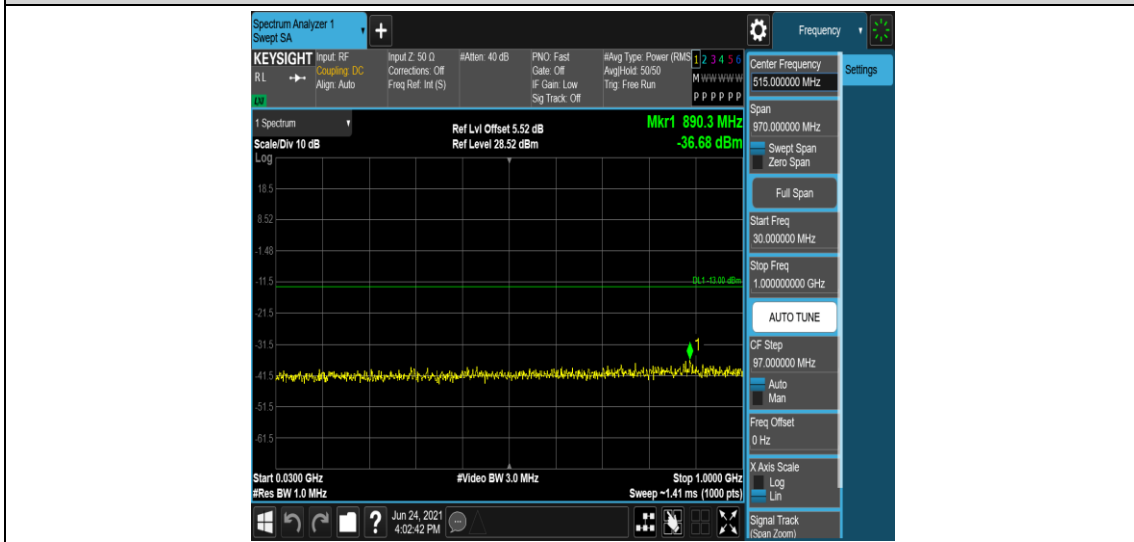 Spectrum Analyzer 1
Swept SA
Frequency
KEYSIGHT
RL
Input: RF
Coupling: DC
Align: Auto
Input Z: 50 Ω
Corrections: Off
Freq Ref: Int (S)
#Atten: 40 dB
PNO: Fast
Gate: Off
IF Gain: Low
Sig Track: Off
#Avg Type: Power (RMS
Avg|Hold: 50/50
Trig: Free Run
1 2 3 4 5 6
M W W W W W
P P P P P P
1 Spectrum
Scale/Div 10 dB
Ref Lvl Offset 5.52 dB
Ref Level 28.52 dBm
Mkr1 890.3 MHz
-36.68 dBm
Log
18.5
8.52
-1.48
-11.5
DL1 -13.00 dBm
-21.5
-31.5
1
-41.5
-51.5
-61.5
Start 0.0300 GHz
#Res BW 1.0 MHz
#Video BW 3.0 MHz
Stop 1.0000 GHz
Sweep ~1.41 ms (1000 pts)
Jun 24, 2021
4:02:42 PM
Center Frequency
515.000000 MHz
Settings
Span
970.000000 MHz
Swept Span
Zero Span
Full Span
Start Freq
30.000000 MHz
Stop Freq
1.000000000 GHz
AUTO TUNE
CF Step
97.000000 MHz
Auto
Man
Freq Offset
0 Hz
X Axis Scale
Log
Lin
Signal Track
(Span Zoom)